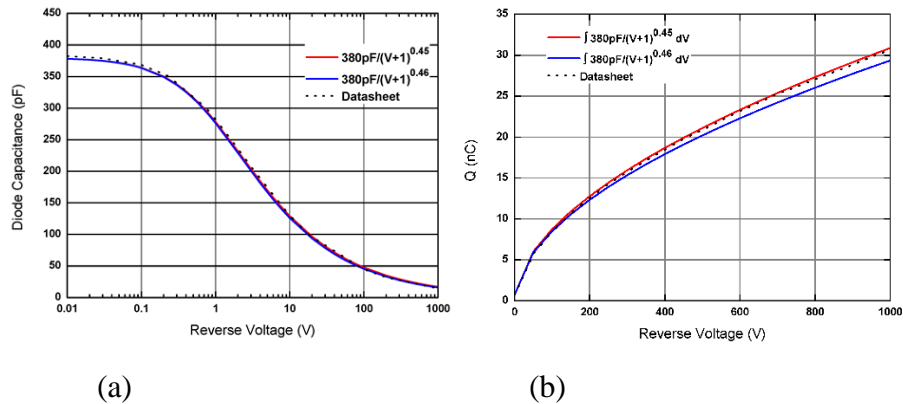 450
400
350
300
250
200
150
100
50
0
0.01 0.1 1 10 100 1000
Diode Capacitance (pF)
Reverse Voltage (V)
380pF/(V+1)^0.45
380pF/(V+1)^0.46
Datasheet
(a)
35
30
25
20
15
10
5
0
0 200 400 600 800 1000
Q (nC)
Reverse Voltage (V)
∫ 380pF/(V+1)^0.45 dV
∫ 380pF/(V+1)^0.46 dV
Datasheet
(b)